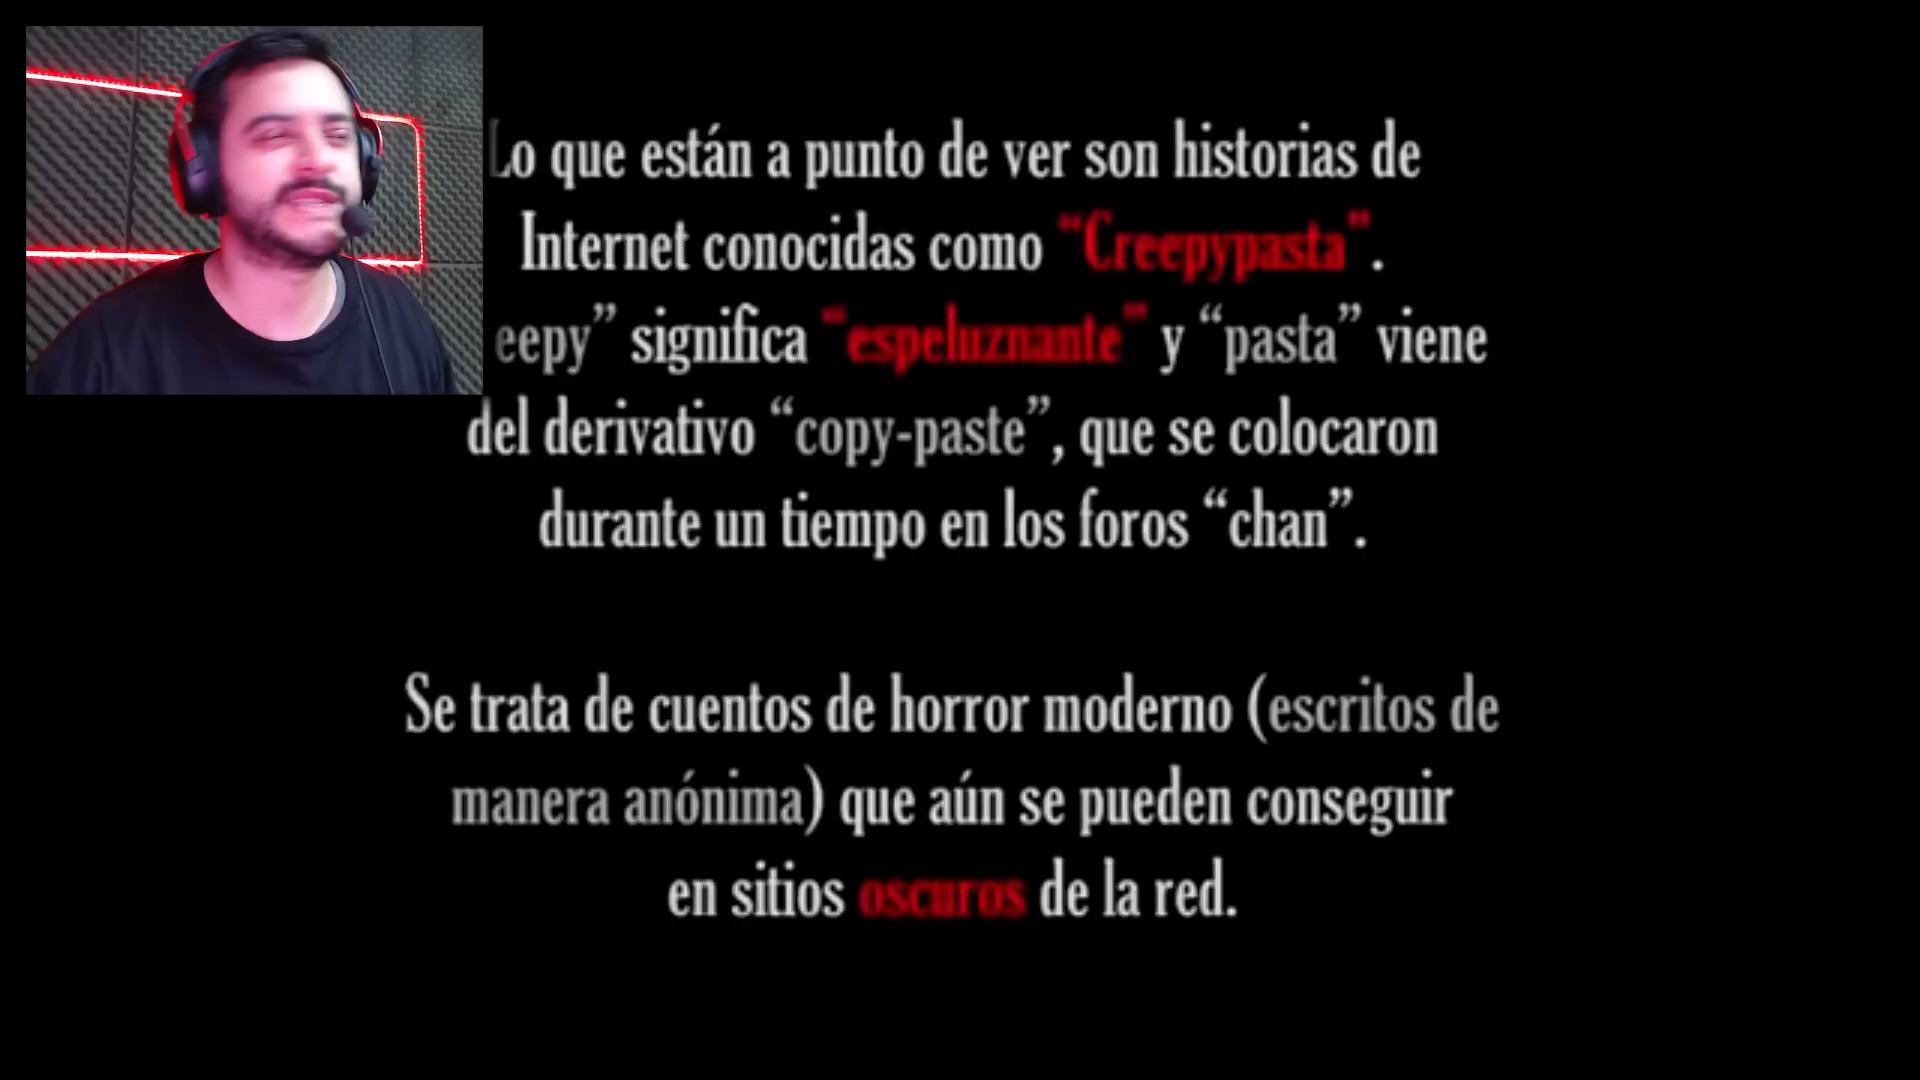 Lo que están a punto de ver son historias de
Internet conocidas como “Creepypasta”.
eepy” significa “espeluznante” y “pasta” viene
del derivativo “copy-paste”, que se colocaron
durante un tiempo en los foros “chan”.
Se trata de cuentos de horror moderno (escritos de
manera anónima) que aún se pueden conseguir
en sitios oscuros de la red.